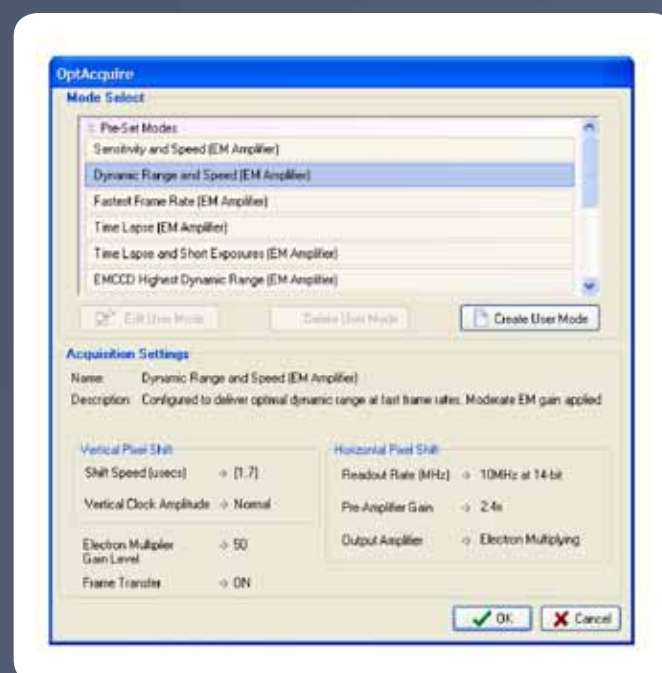 OptAcquire
Mode Select
Pre-Set Modes
Sensitivity and Speed (EM Amplifier)
Dynamic Range and Speed (EM Amplifier)
Fastest Frame Rate (EM Amplifier)
Time Lapse (EM Amplifier)
Time Lapse and Short Exposures (EM Amplifier)
EMCCD Highest Dynamic Range (EM Amplifier)
Edit User Mode Delete User Mode Create User Mode
Acquisition Settings
Name: Dynamic Range and Speed (EM Amplifier)
Description: Configured to deliver optimal dynamic range at fast frame rates. Moderate EM gain applied
Vertical Pixel Shift Horizontal Pixel Shift
Shift Speed (usecs) [1.7] Readout Rate (MHz) 10MHz at 14-bit
Vertical Clock Amplitude Normal Pre-Amplifier Gain 2.4x
Electron Multiplier 50 Output Amplifier Electron Multiplying
Gain Level
Frame Transfer ON
OK Cancel